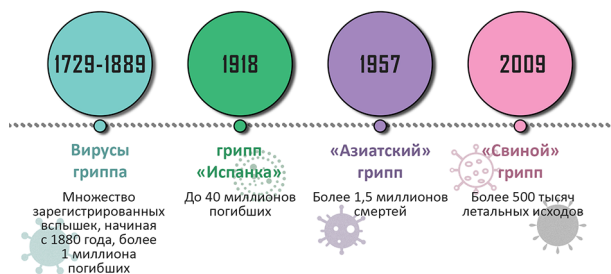 1729-1889
Вирусы
гриппа
Множество
зарегистрированных
вспышек, начиная
с 1880 года, более
1 миллиона
погибших
1918
грипп
«Испанка»
До 40 миллионов
погибших
1957
«Азиатский»
грипп
Более 1,5 миллионов
смертей
2009
«Свиной»
грипп
Более 500 тысяч
летальных исходов